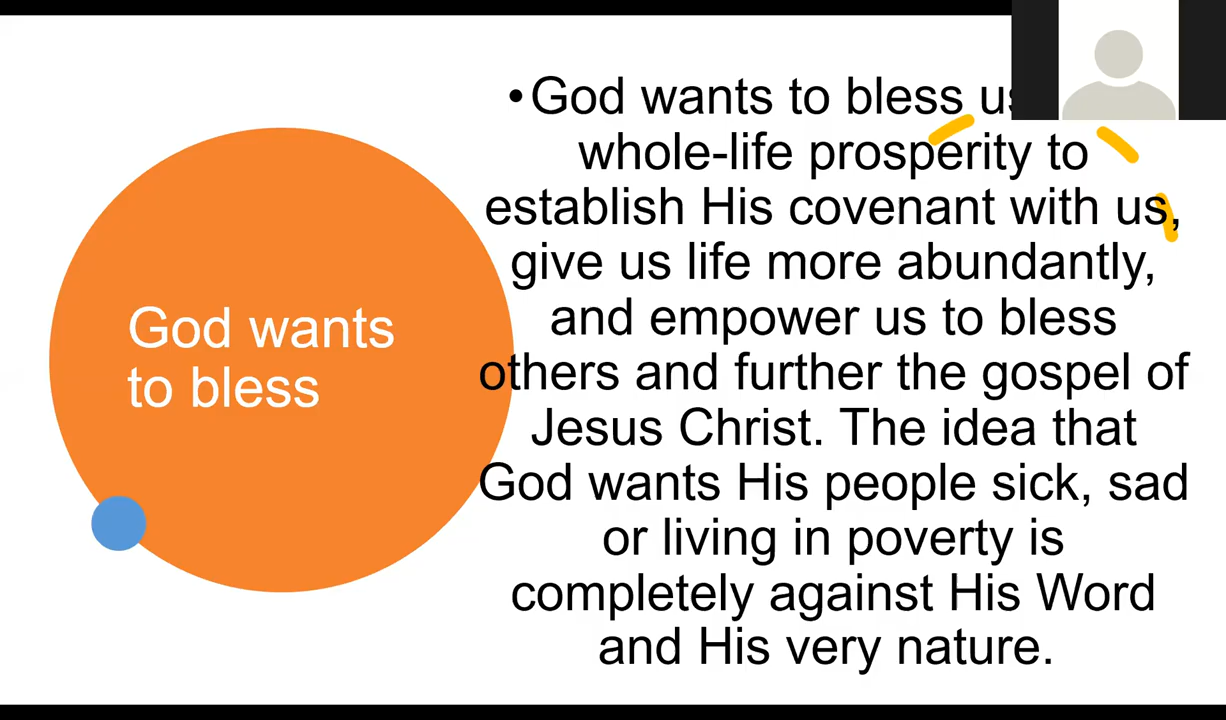 God wants
to bless
•God wants to bless
whole-life prosperity to
establish His covenant with us,
give us life more abundantly,
and empower us to bless
others and further the gospel of
Jesus Christ. The idea that
God wants His people sick, sad
or living in poverty is
completely against His Word
and His very nature.